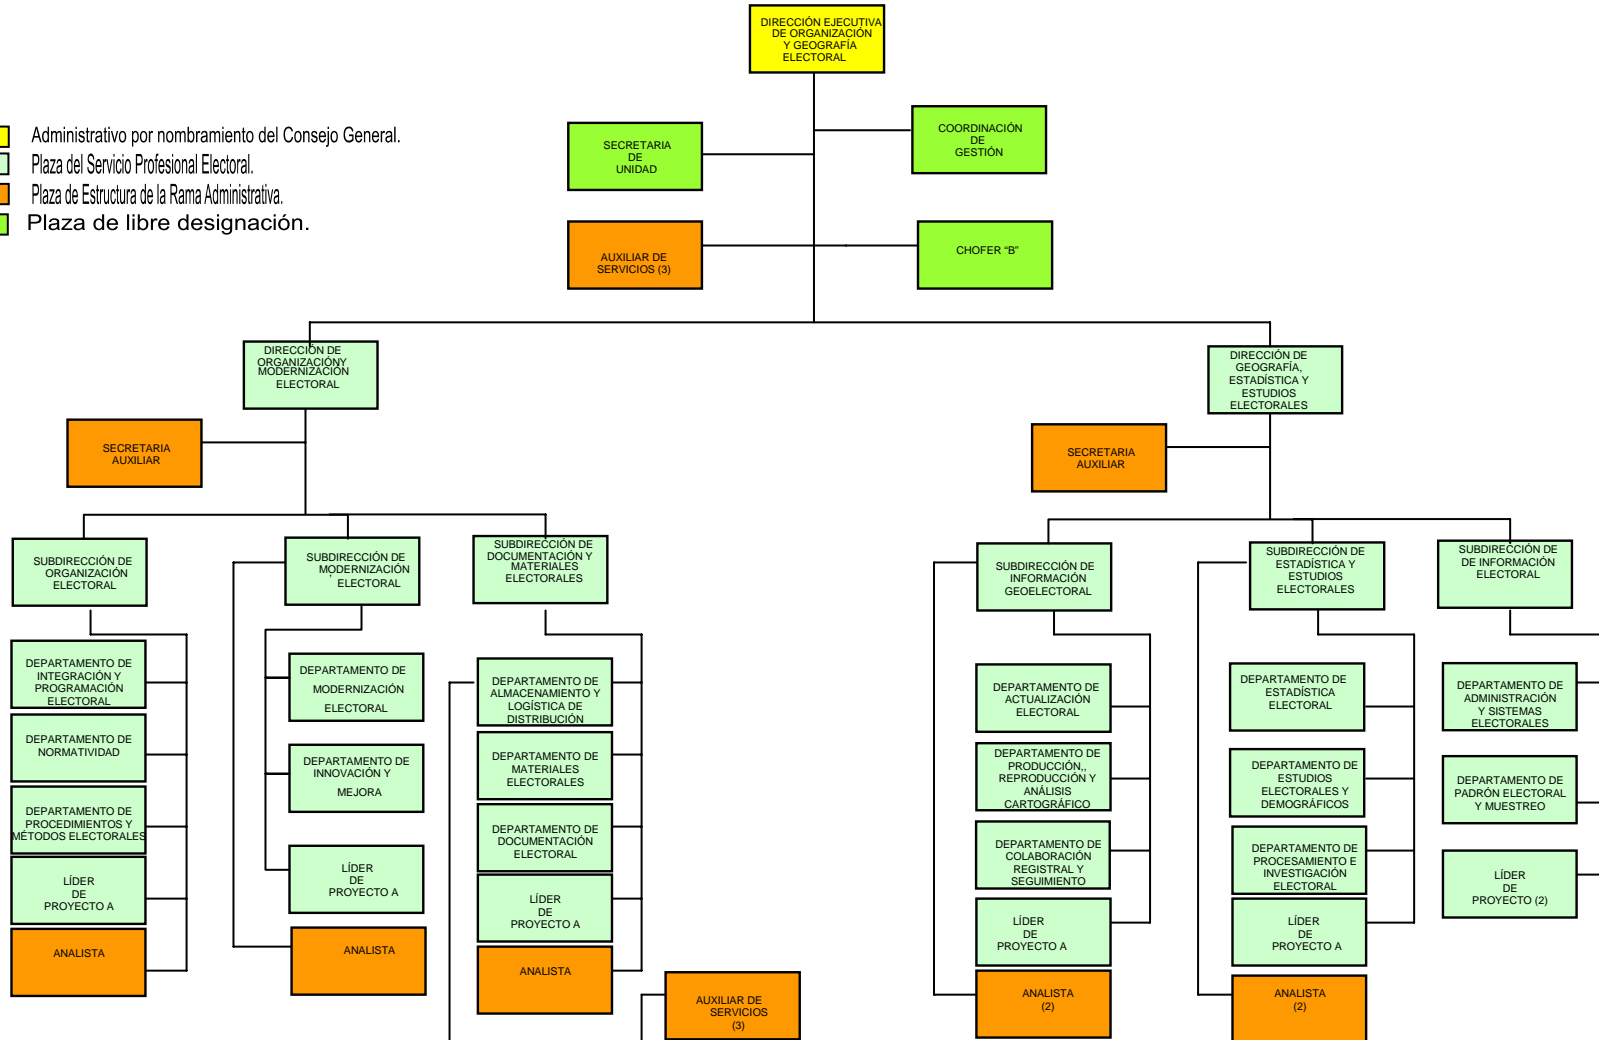 DIRECCIÓN EJECUTIVA
DE ORGANIZACIÓN
Y GEOGRAFÍA
ELECTORAL
Administrativo por nombramiento del Consejo General.
Plaza del Servicio Profesional Electoral.
Plaza de Estructura de la Rama Administrativa.
Plaza de libre designación.
SECRETARIA
DE
UNIDAD
COORDINACIÓN
DE
GESTIÓN
AUXILIAR DE
SERVICIOS (3)
CHOFER “B”
DIRECCIÓN DE
ORGANIZACIÓNY
MODERNIZACIÓN
ELECTORAL
DIRECCIÓN DE
GEOGRAFÍA,
ESTADÍSTICA Y
ESTUDIOS
ELECTORALES
SECRETARIA
AUXILIAR
SECRETARIA
AUXILIAR
SUBDIRECCIÓN DE
ORGANIZACIÓN
ELECTORAL
SUBDIRECCIÓN DE
MODERNIZACIÓN
ELECTORAL
SUBDIRECCIÓN DE
DOCUMENTACIÓN Y
MATERIALES
ELECTORALES
SUBDIRECCIÓN DE
INFORMACIÓN
GEOELECTORAL
SUBDIRECCIÓN DE
ESTADÍSTICA Y
ESTUDIOS
ELECTORALES
SUBDIRECCIÓN DE
DE INFORMACIÓN
ELECTORAL
DEPARTAMENTO DE
INTEGRACIÓN Y
PROGRAMACIÓN
ELECTORAL
DEPARTAMENTO DE
NORMATIVIDAD
DEPARTAMENTO DE
PROCEDIMIENTOS Y
MÉTODOS ELECTORALES
LÍDER
DE
PROYECTO A
ANALISTA
DEPARTAMENTO DE
MODERNIZACIÓN
ELECTORAL
DEPARTAMENTO DE
INNOVACIÓN Y
MEJORA
LÍDER
DE
PROYECTO A
ANALISTA
DEPARTAMENTO DE
ALMACENAMIENTO Y
LOGÍSTICA DE
DISTRIBUCIÓN
DEPARTAMENTO DE
MATERIALES
ELECTORALES
DEPARTAMENTO DE
DOCUMENTACIÓN
ELECTORAL
LÍDER
DE
PROYECTO A
ANALISTA
AUXILIAR DE
SERVICIOS
(3)
DEPARTAMENTO DE
ACTUALIZACIÓN
ELECTORAL
DEPARTAMENTO DE
PRODUCCIÓN,,
REPRODUCCIÓN Y
ANÁLISIS
CARTOGRÁFICO
DEPARTAMENTO DE
COLABORACIÓN
REGISTRAL Y
SEGUIMIENTO
LÍDER
DE
PROYECTO A
ANALISTA
(2)
DEPARTAMENTO DE
ESTADÍSTICA
ELECTORAL
DEPARTAMENTO DE
ESTUDIOS
ELECTORALES Y
DEMOGRÁFICOS
DEPARTAMENTO DE
PROCESAMIENTO E
INVESTIGACIÓN
ELECTORAL
LÍDER
DE
PROYECTO A
ANALISTA
(2)
DEPARTAMENTO DE
ADMINISTRACIÓN
Y SISTEMAS
ELECTORALES
DEPARTAMENTO DE
PADRÓN ELECTORAL
Y MUESTREO
LÍDER
DE
PROYECTO (2)